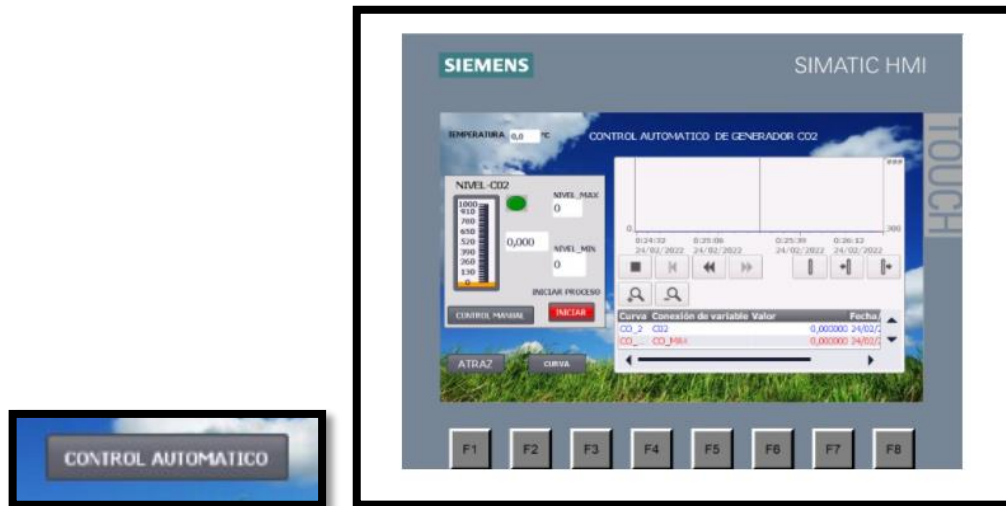 SIEMENS
SIMATIC HMI
TOUCH
TEMPERATURA 0,0 ºC
CONTROL AUTOMATICO DE GENERADOR CO2
NIVEL-CO2
1000
910
780
650
520
390
260
130
0
NIVEL_MAX
0
0,000
NIVEL_MIN
0
INICIAR PROCESO
CONTROL MANUAL
INICIAR
ATRAZ
CURVA
###
0
300
0:24:32 0:25:06 0:25:39 0:26:12
24/02/2022 24/02/2022 24/02/2022 24/02/2022
Curva Conexión de variable Valor Fecha/
CO_2 CO2 0,000000 24/02/2
CO_ CO_MAX 0,000000 24/02/2
F1 F2 F3 F4 F5 F6 F7 F8
CONTROL AUTOMATICO